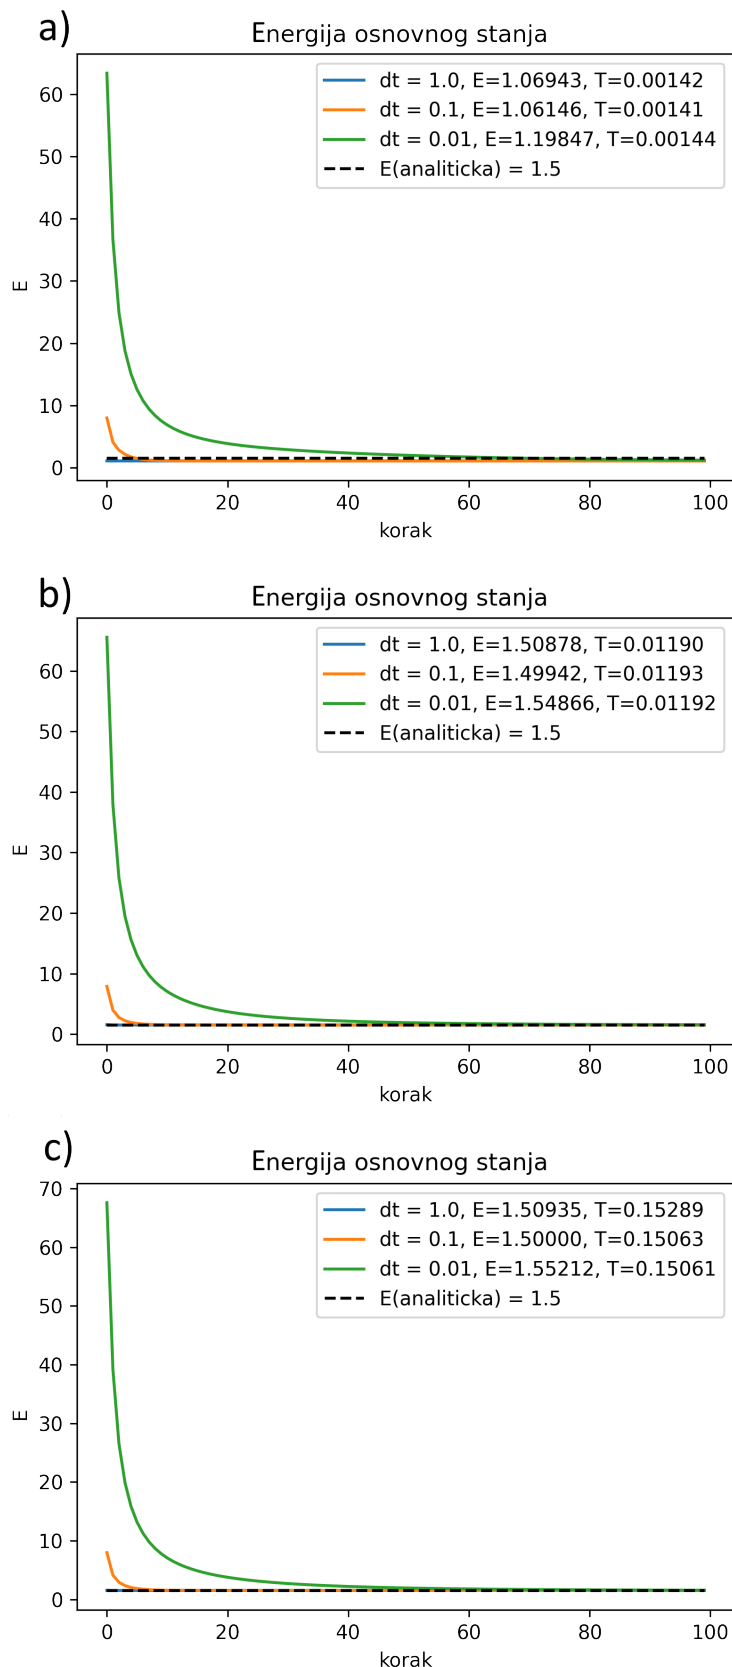 a)
Energija osnovnog stanja
dt = 1.0, E=1.06943, T=0.00142
dt = 0.1, E=1.06146, T=0.00141
dt = 0.01, E=1.19847, T=0.00144
E(analiticka) = 1.5
60
50
40
30
20
10
0
E
0 20 40 60 80 100
korak
b)
Energija osnovnog stanja
dt = 1.0, E=1.50878, T=0.01190
dt = 0.1, E=1.49942, T=0.01193
dt = 0.01, E=1.54866, T=0.01192
E(analiticka) = 1.5
60
50
40
30
20
10
0
E
0 20 40 60 80 100
korak
c)
Energija osnovnog stanja
dt = 1.0, E=1.50935, T=0.15289
dt = 0.1, E=1.50000, T=0.15063
dt = 0.01, E=1.55212, T=0.15061
E(analiticka) = 1.5
70
60
50
40
30
20
10
0
E
0 20 40 60 80 100
korak